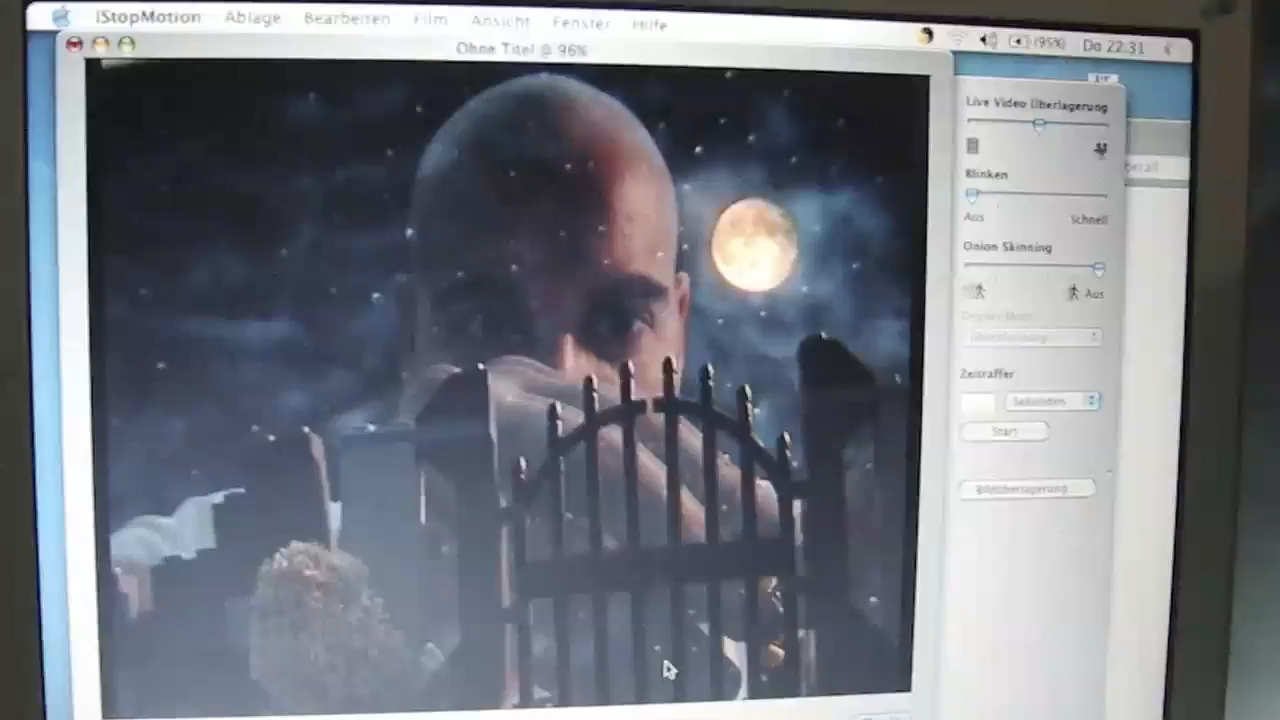 iStopMotion Ablage Bearbeiten Film Ansicht Fenster Hilfe (95%) Do 22:31
Ohne Titel @ 96%
Live Video Überlagerung
Blinken
Aus Schnell
Onion Skinning
Aus
Zeitraffer
Sekunden
Start
Bildüberlagerung